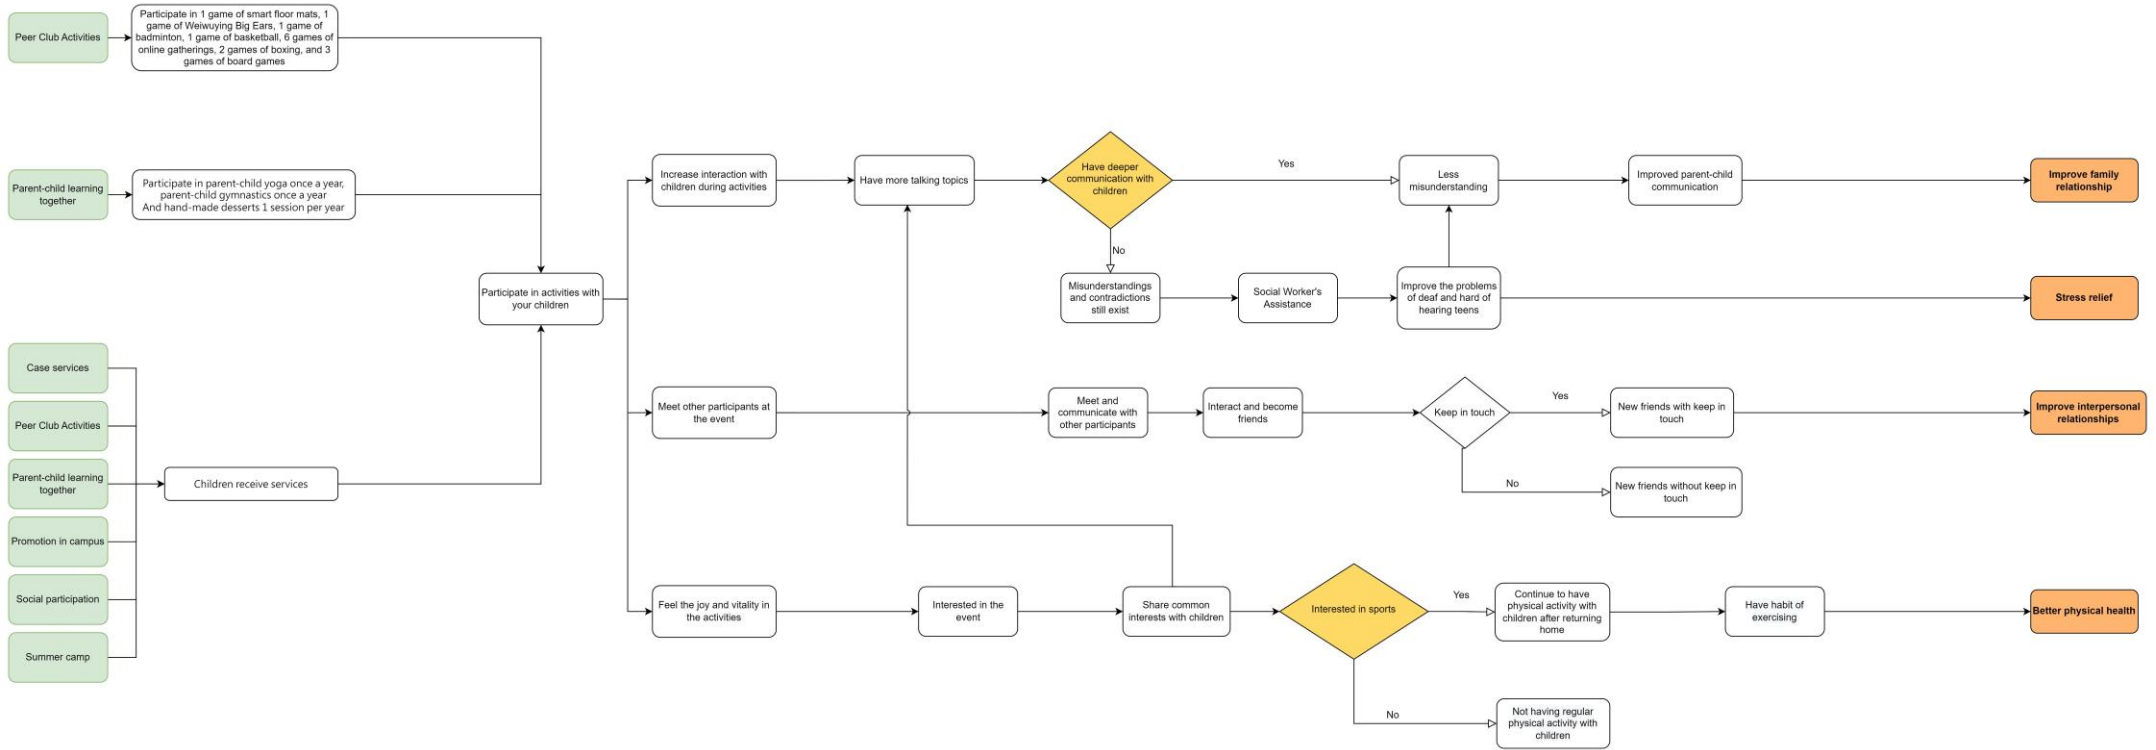 Peer Club Activities
Participate in 1 game of smart floor mats, 1
game of Weiwuying Big Ears, 1 game of
badminton, 1 game of basketball, 6 games of
online gatherings, 2 games of boxing, and 3
games of board games
Parent-child learning
together
Participate in parent-child yoga once a year,
parent-child gymnastics once a year
And hand-made desserts 1 session per year
Case services
Peer Club Activities
Parent-child learning
together
Promotion in campus
Social participation
Summer camp
Children receive services
Participate in activities with
your children
Increase interaction with
children during activities
Have more talking topics
Have deeper
communication with
children
Yes
Less
misunderstanding
Improved parent-child
communication
Improve family
relationship
No
Misunderstandings
and contradictions
still exist
Social Worker's
Assistance
Improve the problems
of deaf and hard of
hearing teens
Stress relief
Meet other participants at
the event
Meet and
communicate with
other participants
Interact and become
friends
Keep in touch
Yes
New friends with keep in
touch
Improve interpersonal
relationships
No
New friends without keep in
touch
Feel the joy and vitality in
the activities
Interested in the
event
Share common
interests with children
Interested in sports
Yes
Continue to have
physical activity with
children after returning
home
Have habit of
exercising
Better physical health
No
Not having regular
physical activity with
children